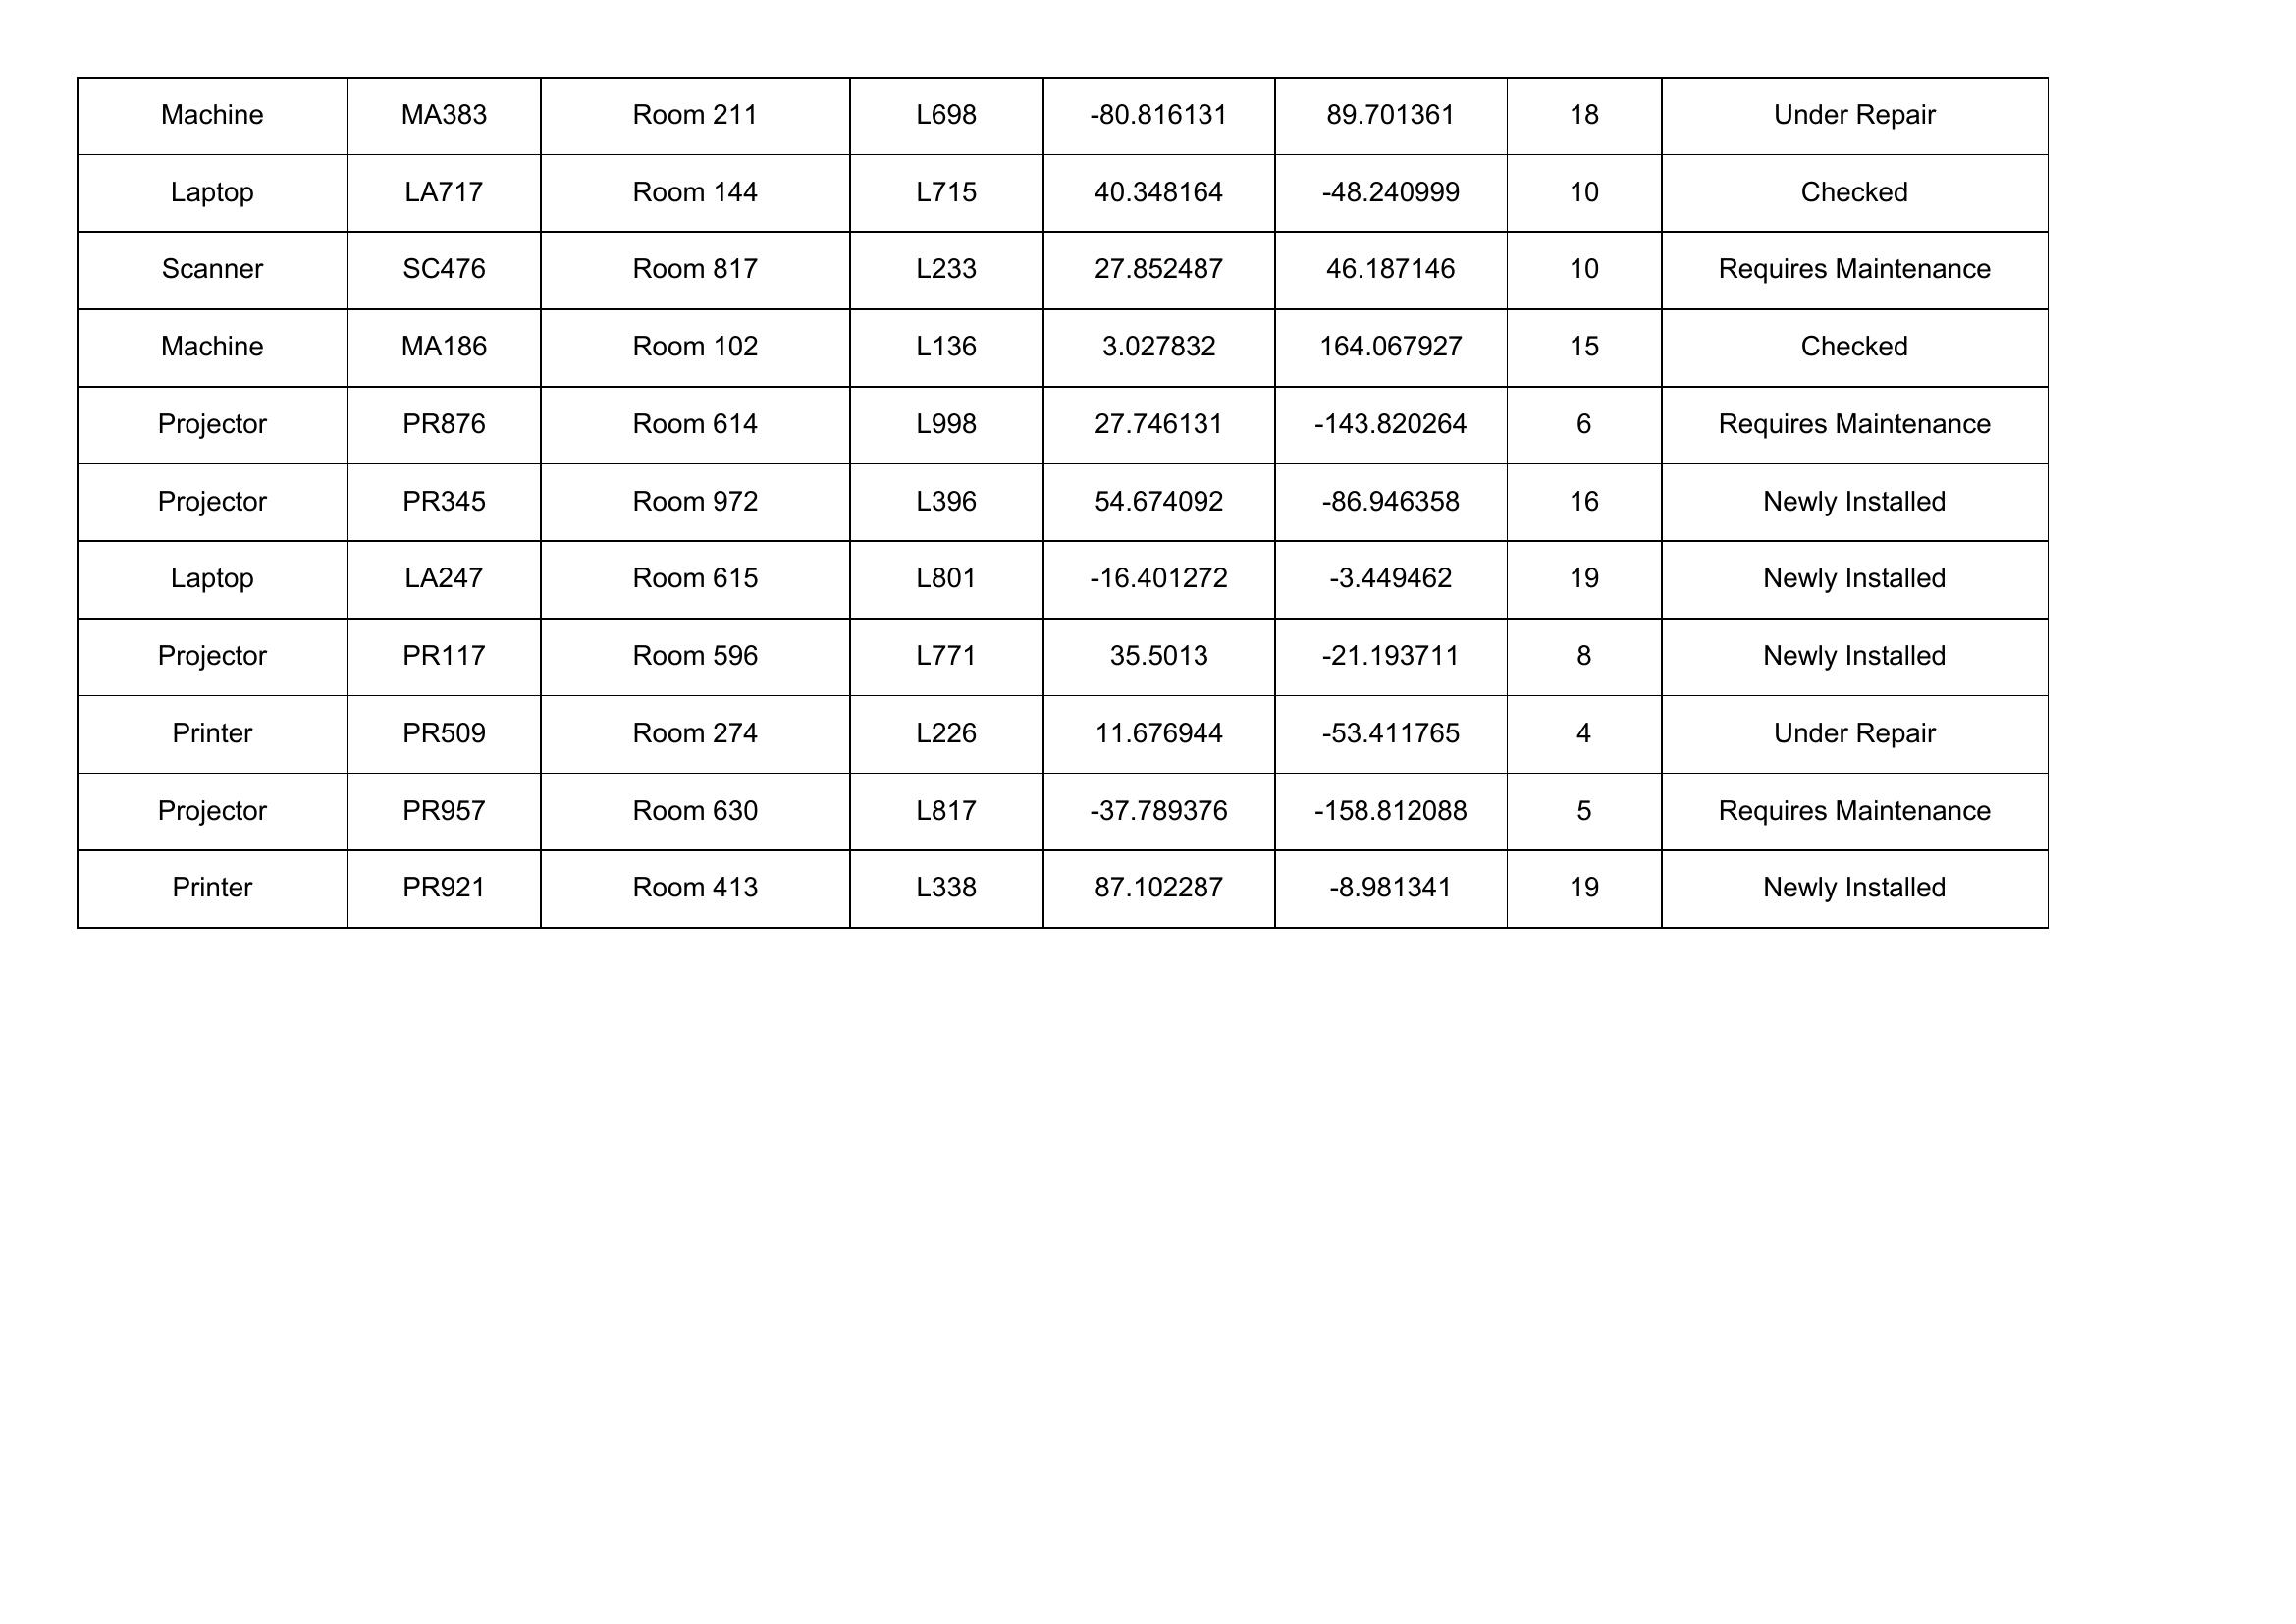 Machine MA383 Room 211 L698 -80.816131 89.701361 18 Under Repair
Laptop LA717 Room 144 L715 40.348164 -48.240999 10 Checked
Scanner SC476 Room 817 L233 27.852487 46.187146 10 Requires Maintenance
Machine MA186 Room 102 L136 3.027832 164.067927 15 Checked
Projector PR876 Room 614 L998 27.746131 -143.820264 6 Requires Maintenance
Projector PR345 Room 972 L396 54.674092 -86.946358 16 Newly Installed
Laptop LA247 Room 615 L801 -16.401272 -3.449462 19 Newly Installed
Projector PR117 Room 596 L771 35.5013 -21.193711 8 Newly Installed
Printer PR509 Room 274 L226 11.676944 -53.411765 4 Under Repair
Projector PR957 Room 630 L817 -37.789376 -158.812088 5 Requires Maintenance
Printer PR921 Room 413 L338 87.102287 -8.981341 19 Newly Installed